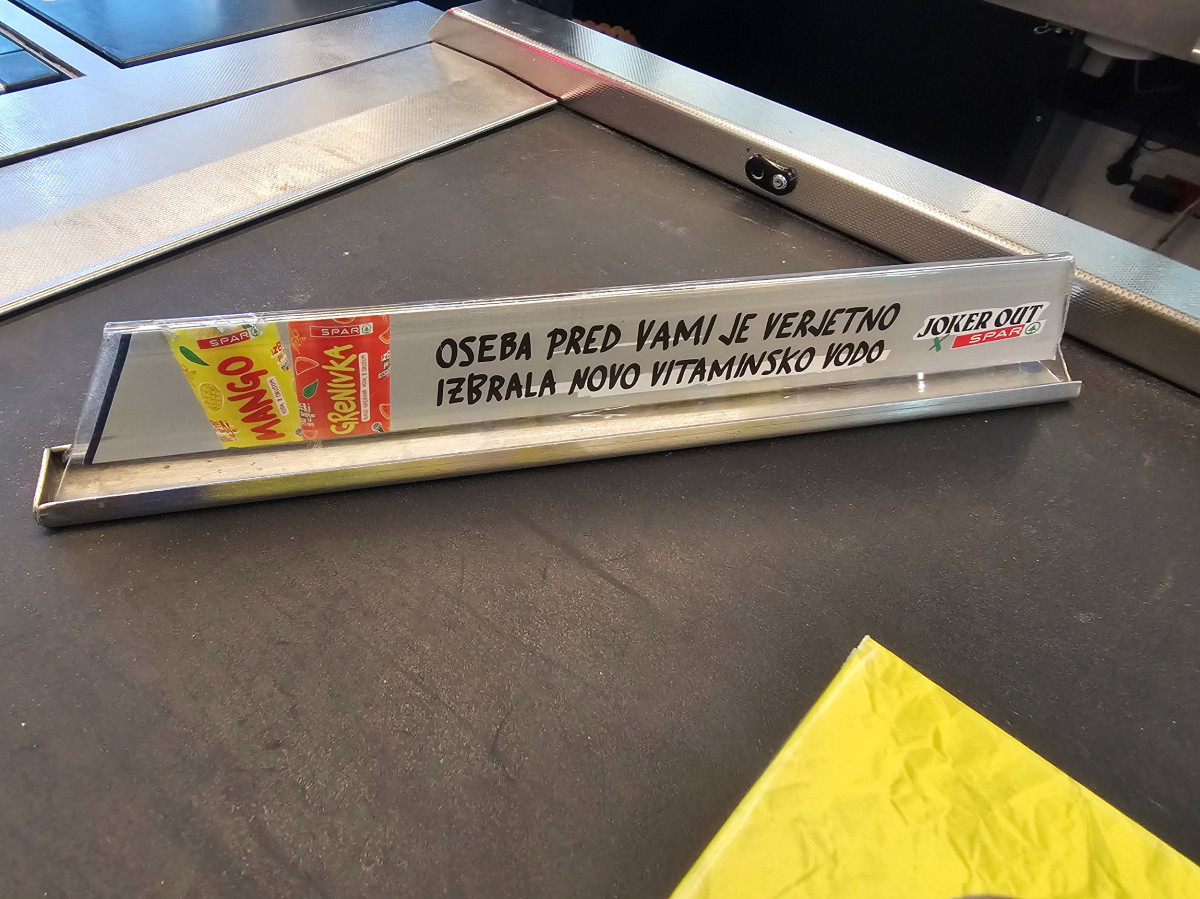 SPAR
MANGO
SPAR
GRENIVKA
OSEBA PRED VAMI JE VERJETNO
IZBRALA NOVO VITAMINSKO VODO
JOKER OUT
X SPAR